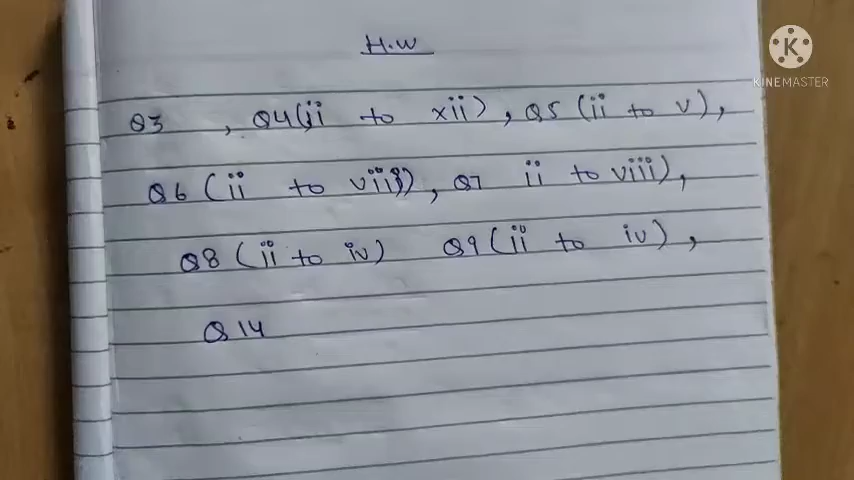 H.W
Q3 , Q4(ii to xii), Q5 (ii to v),
Q6 (ii to viii), Q7 ii to viii),
Q8 (ii to iv) Q9 (ii to iv),
Q 14
K
KINEMASTER